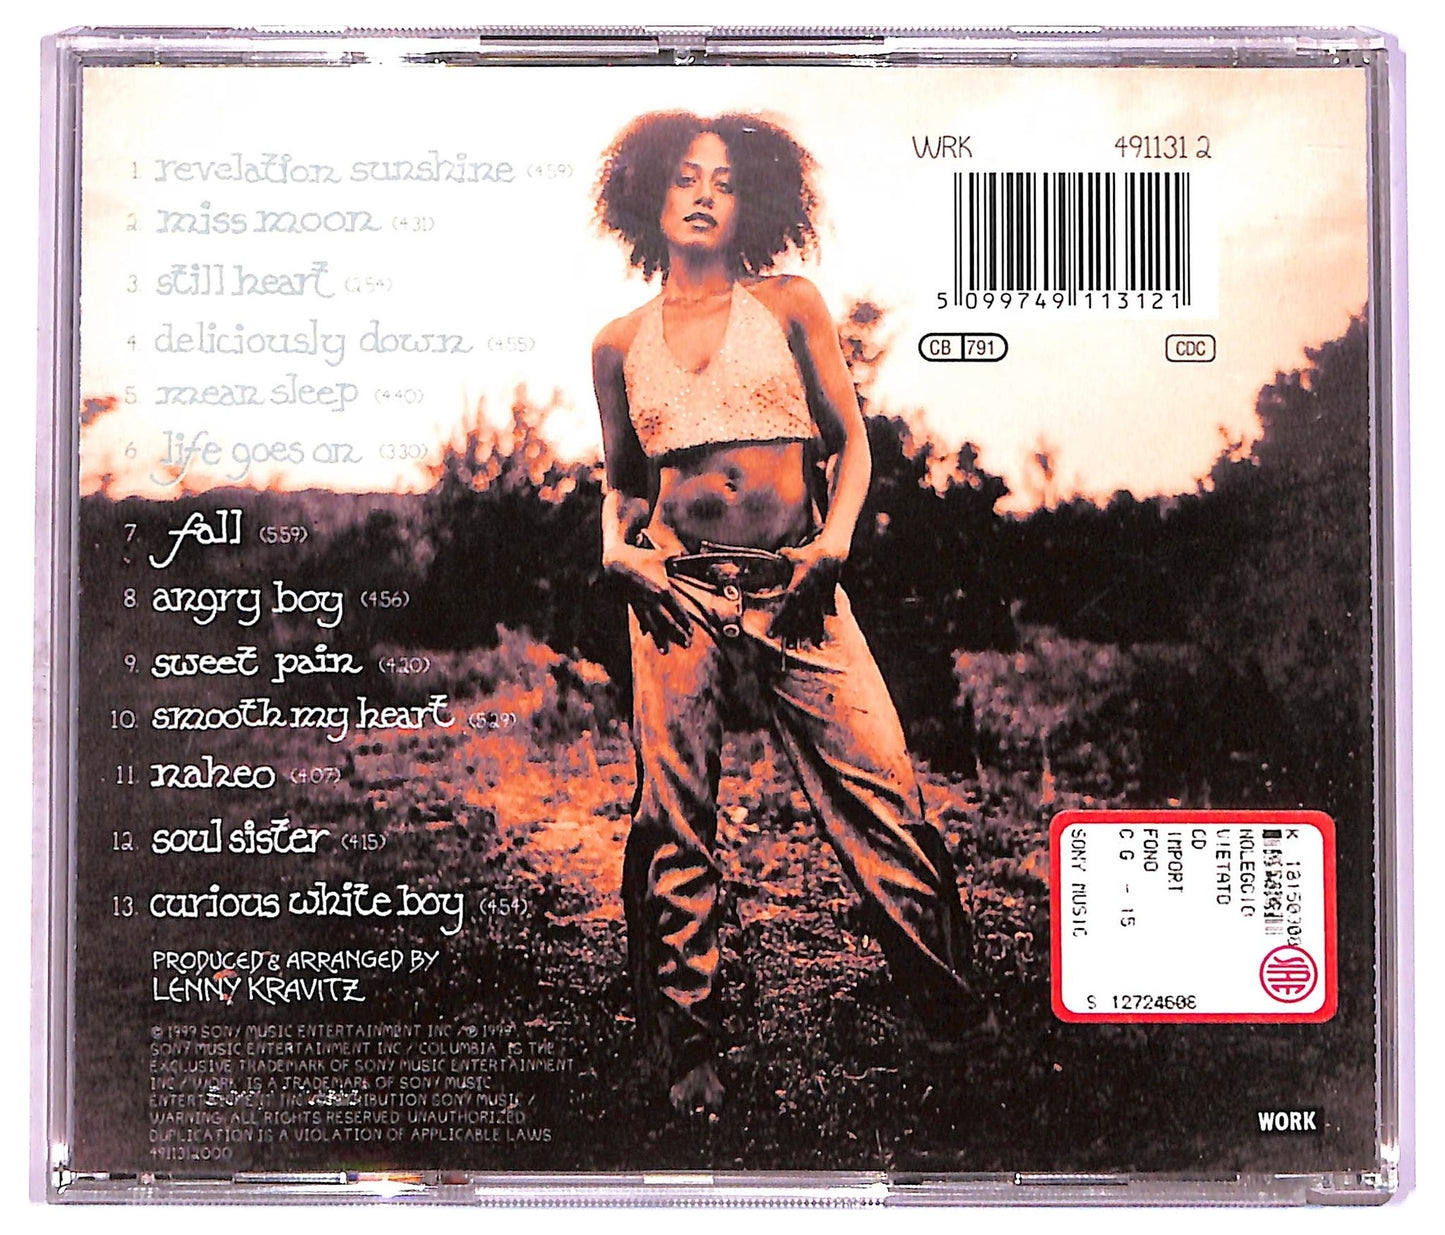 1. revelation sunshine (4:59)
2. miss moon (4:31)
3. still heart (2:54)
4. deliciously down (4:55)
5. mean sleep (4:40)
6. life goes on (3:30)
7. fall (5:59)
8. angry boy (4:56)
9. sweet pain (4:20)
10. smooth my heart (5:29)
11. naheo (4:07)
12. soul sister (4:15)
13. curious white boy (4:54)
PRODUCED & ARRANGED BY
LENNY KRAVITZ
© 1999 SONY MUSIC ENTERTAINMENT INC / ℗ 1999
SONY MUSIC ENTERTAINMENT INC / COLUMBIA IS THE
EXCLUSIVE TRADEMARK OF SONY MUSIC ENTERTAINMENT
INC / WORK IS A TRADEMARK OF SONY MUSIC
ENTERTAINMENT INC DISTRIBUTION SONY MUSIC /
WARNING: ALL RIGHTS RESERVED. UNAUTHORIZED
DUPLICATION IS A VIOLATION OF APPLICABLE LAWS
4911312000
WRK 491131 2
5 099749 113121
CB 791
CDC
NOLEGGIO
VIETATO
CD
IMPORT
FONO
C G - 15
SONY MUSIC
S 12724608
SIAE
WORK